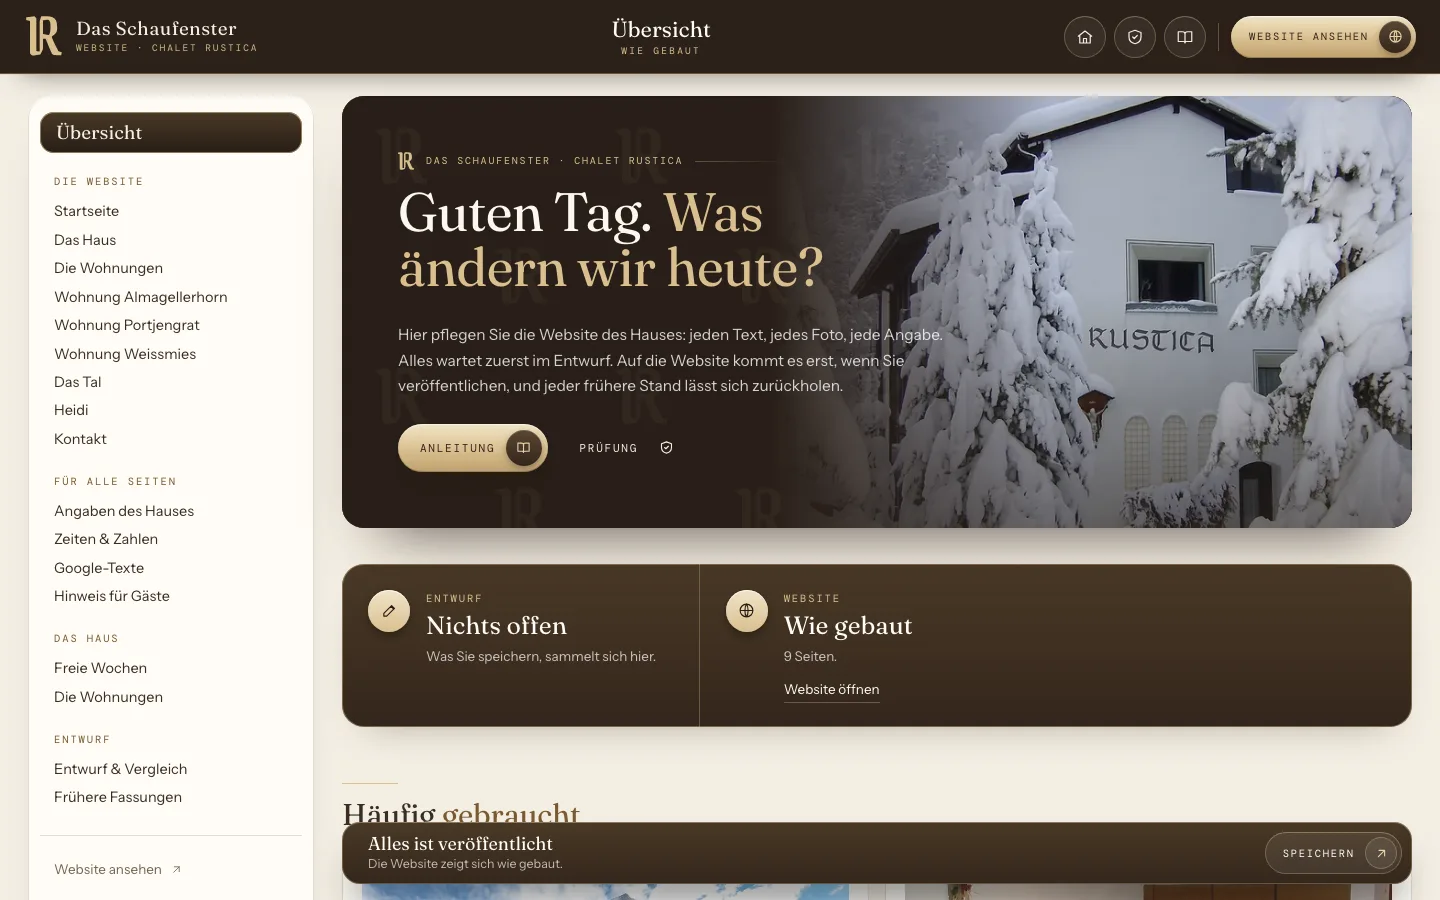 Das Schaufenster
WEBSITE · CHALET RUSTICA
Übersicht
WIE GEBAUT
WEBSITE ANSEHEN
Übersicht
DIE WEBSITE
Startseite
Das Haus
Die Wohnungen
Wohnung Almagellerhorn
Wohnung Portjengrat
Wohnung Weissmies
Das Tal
Heidi
Kontakt
FÜR ALLE SEITEN
Angaben des Hauses
Zeiten & Zahlen
Google-Texte
Hinweis für Gäste
DAS HAUS
Freie Wochen
Die Wohnungen
ENTWURF
Entwurf & Vergleich
Frühere Fassungen
Website ansehen
DAS SCHAUFENSTER · CHALET RUSTICA
Guten Tag. Was
ändern wir heute?
Hier pflegen Sie die Website des Hauses: jeden Text, jedes Foto, jede Angabe.
Alles wartet zuerst im Entwurf. Auf die Website kommt es erst, wenn Sie
veröffentlichen, und jeder frühere Stand lässt sich zurückholen.
ANLEITUNG
PRÜFUNG
RUSTICA
ENTWURF
Nichts offen
Was Sie speichern, sammelt sich hier.
WEBSITE
Wie gebaut
9 Seiten.
Website öffnen
Häufig gebraucht
Alles ist veröffentlicht
Die Website zeigt sich wie gebaut.
SPEICHERN